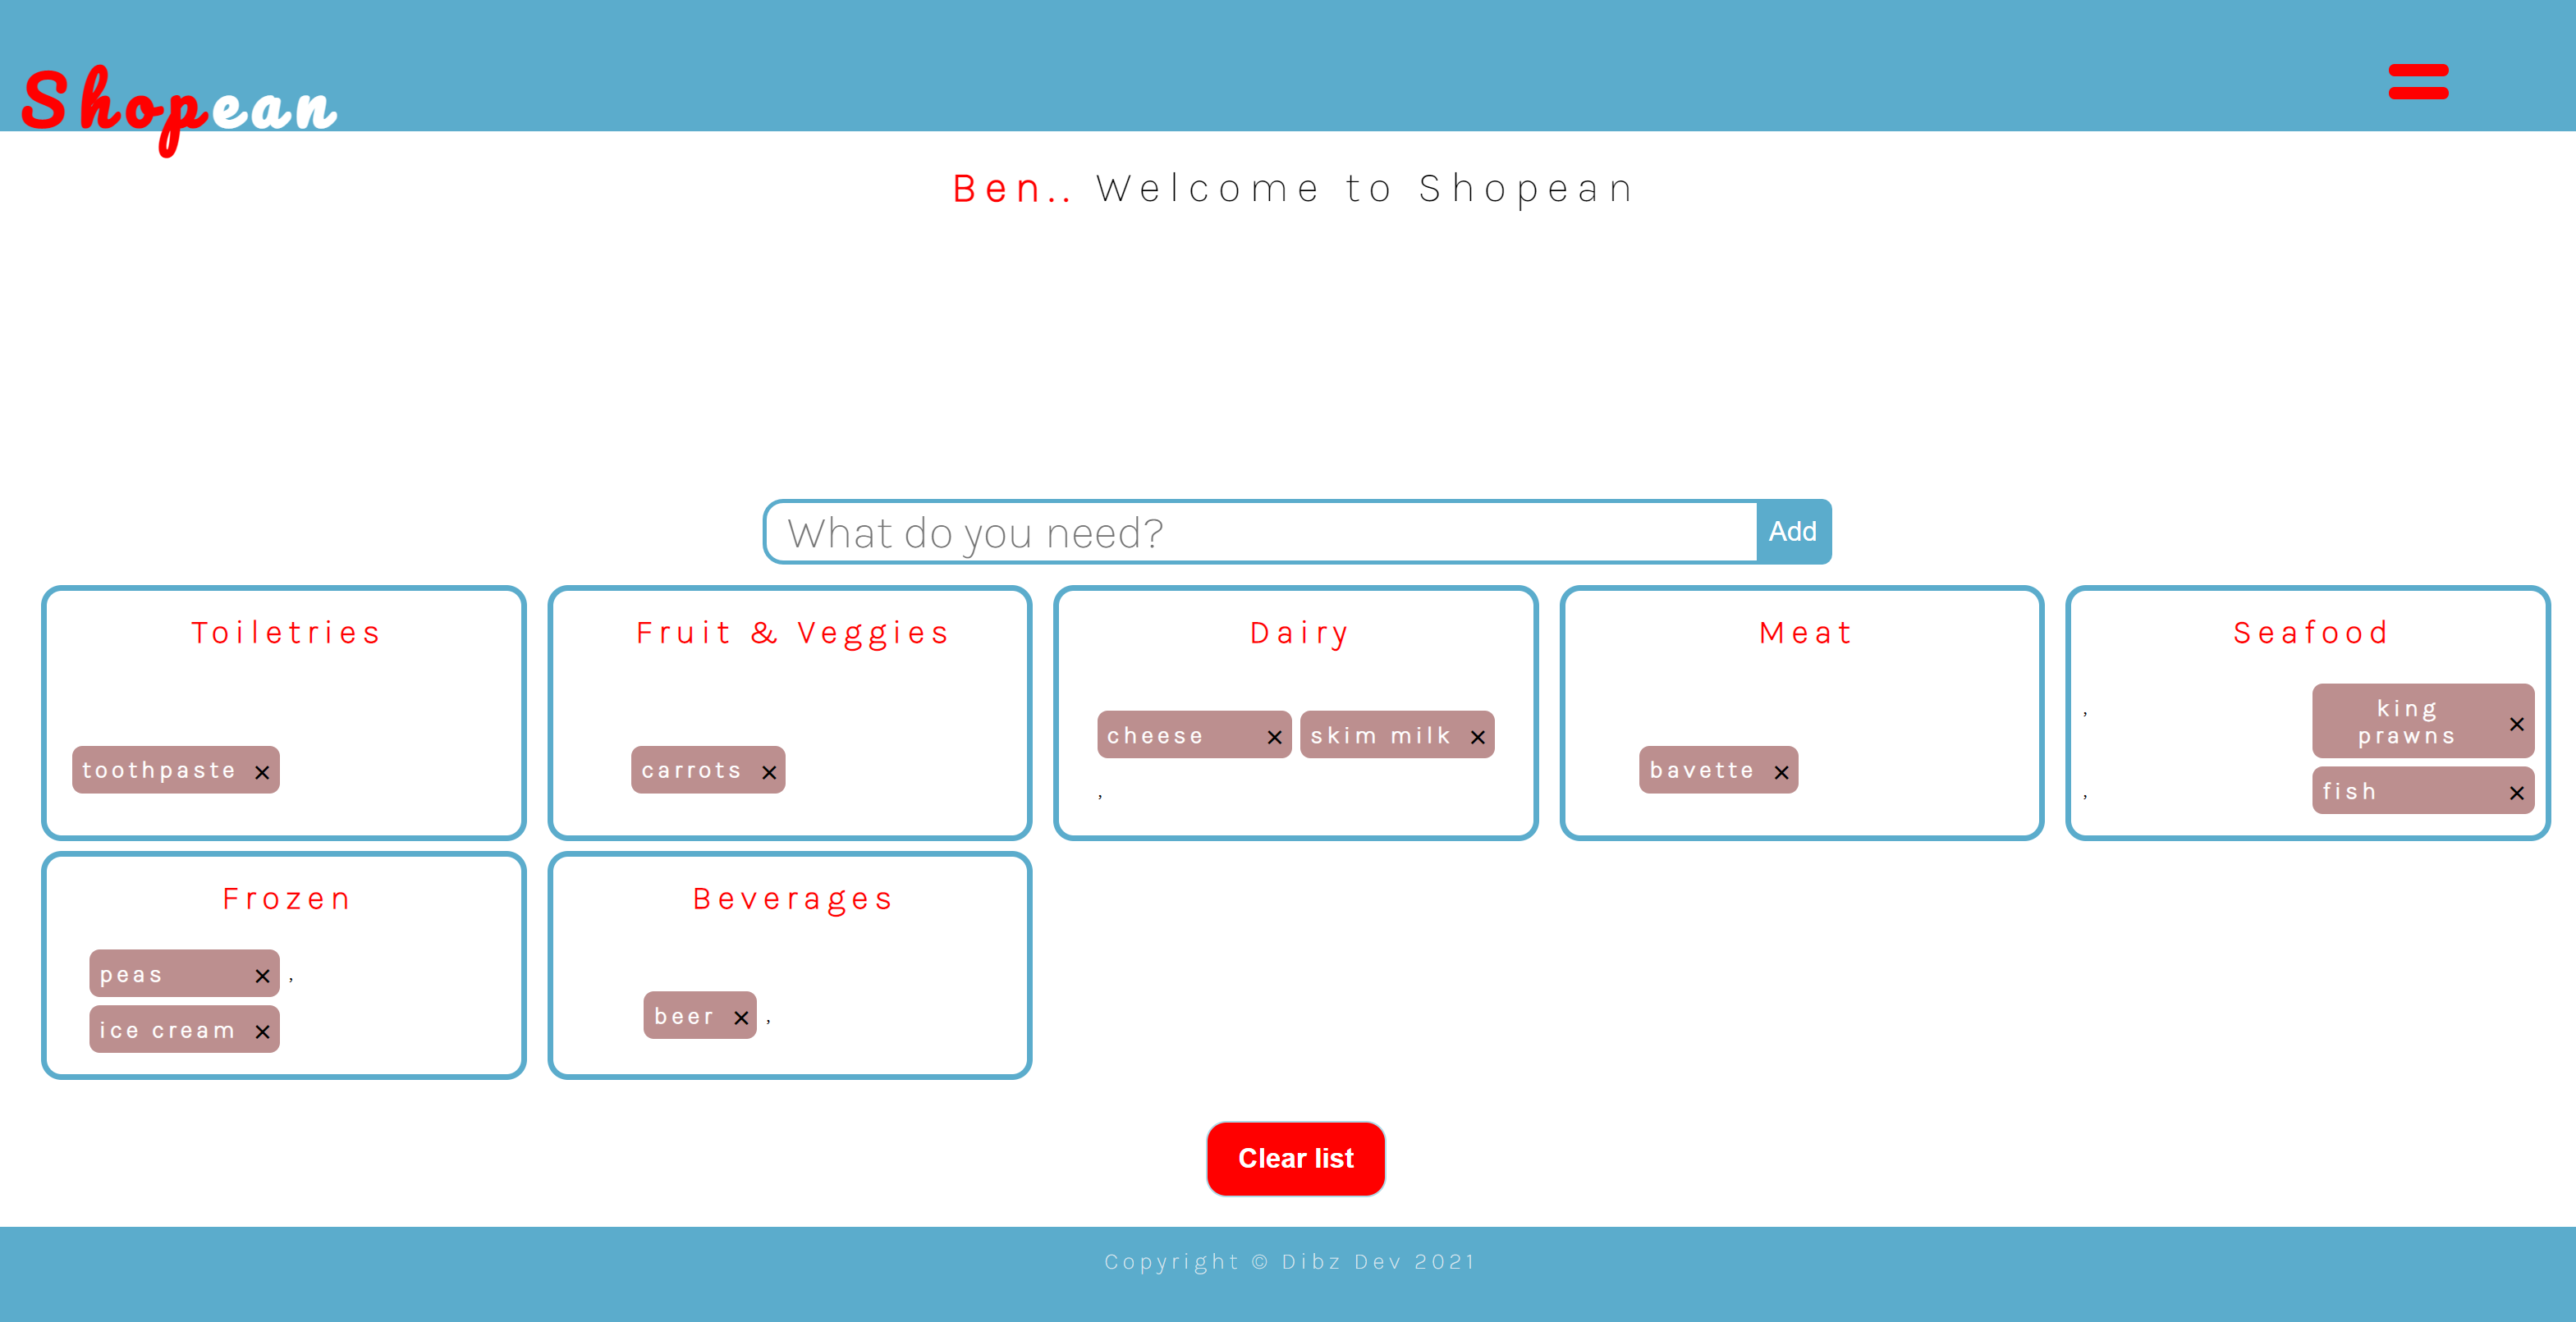 Shopean
Ben.. Welcome to Shopean
What do you need?
Add
Toiletries
toothpaste ×
Fruit & Veggies
carrots ×
Dairy
cheese × skim milk ×
,
Meat
bavette ×
Seafood
,
king
prawns ×
,
fish ×
Frozen
peas × ,
ice cream ×
Beverages
beer × ,
Clear list
Copyright © Dibz Dev 2021